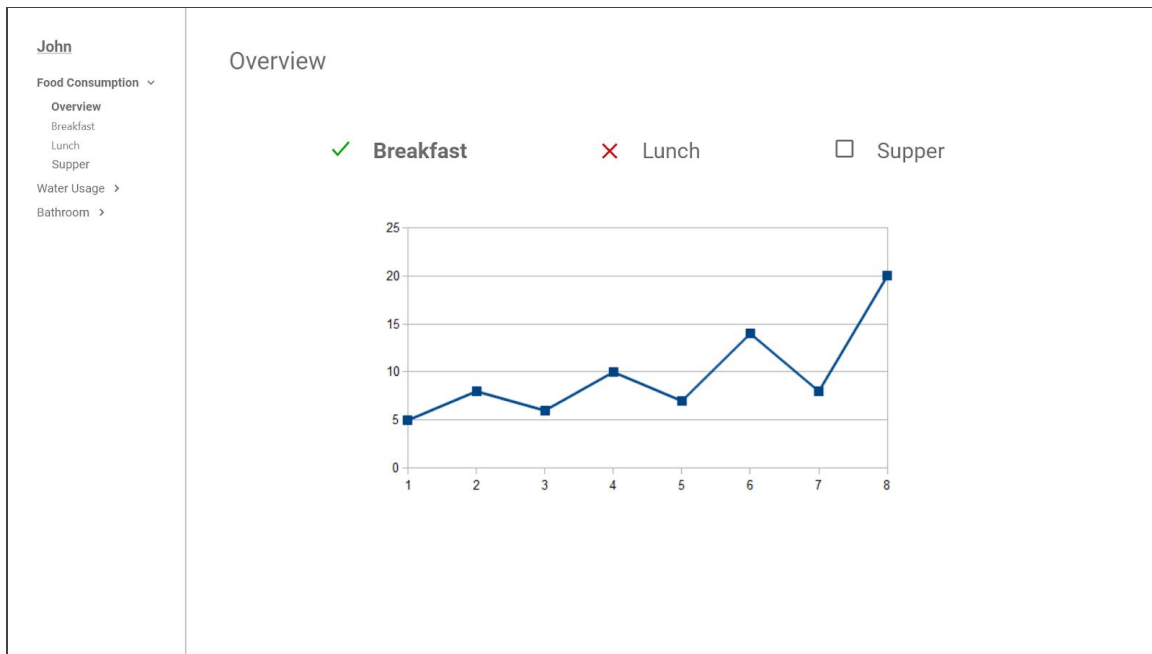 John
Food Consumption
Overview
Breakfast
Lunch
Supper
Water Usage
Bathroom
Overview
Breakfast Lunch Supper
25
20
15
10
5
0
1 2 3 4 5 6 7 8